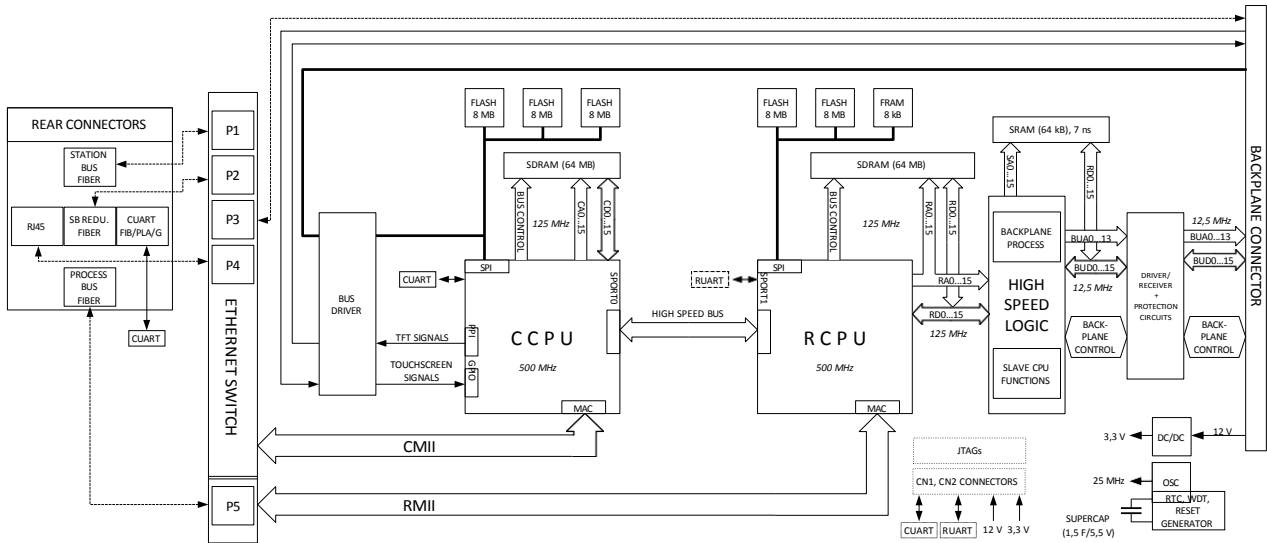 REAR CONNECTORS
STATION
BUS
FIBER
RJ45
SB REDU.
FIBER
CUART
FIB/PLA/G
PROCESS
BUS
FIBER
CUART
P1
P2
P3
P4
ETHERNET SWITCH
P5
BUS
DRIVER
FLASH
8 MB
FLASH
8 MB
FLASH
8 MB
SDRAM (64 MB)
BUS CONTROL
125 MHz
CA0...15
CD0...15
CUART
SPI
SPORT0
PPI
GPIO
CCPU
500 MHz
MAC
TFT SIGNALS
TOUCHSCREEN
SIGNALS
HIGH SPEED BUS
CMII
RMII
FLASH
8 MB
FLASH
8 MB
FRAM
8 kB
SDRAM (64 MB)
BUS CONTROL
125 MHz
RA0...15
RD0...15
RUART
SPI
SPORT1
RCPU
500 MHz
MAC
RA0...15
RD0...15
125 MHz
SRAM (64 kB), 7 ns
SA0...15
RD0...15
BACKPLANE
PROCESS
HIGH
SPEED
LOGIC
SLAVE CPU
FUNCTIONS
BUA0...13
BUD0...15
12,5 MHz
BACK-
PLANE
CONTROL
DRIVER/
RECEIVER
+
PROTECTION
CIRCUITS
12,5 MHz
BUA0...13
BUD0...15
BACK-
PLANE
CONTROL
BACKPLANE CONNECTOR
JTAGs
CN1, CN2 CONNECTORS
CUART
RUART
12 V
3,3 V
3,3 V
DC/DC
12 V
25 MHz
OSC
RTC, WDT,
RESET
GENERATOR
SUPERCAP
(1,5 F/5,5 V)